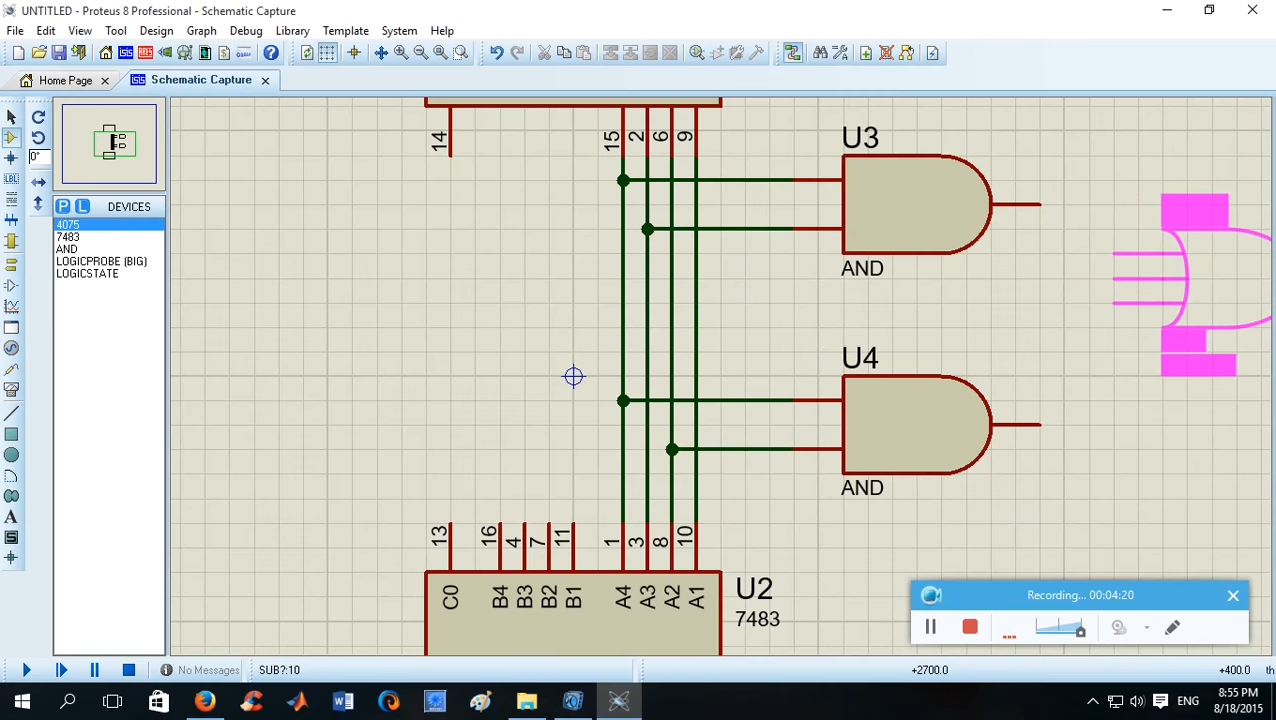 UNTITLED - Proteus 8 Professional - Schematic Capture
File Edit View Tool Design Graph Debug Library Template System Help
Home Page Schematic Capture
0°
LBL
P L DEVICES
4075
7483
AND
LOGICPROBE (BIG)
LOGICSTATE
A
14 15 2 6 9
U3
AND
U4
AND
13 16 4 7 11 1 3 8 10
C0 B4 B3 B2 B1 A4 A3 A2 A1
U2
7483
Recording... 00:04:20
No Messages SUB?:10 +2700.0 +400.0 th
ENG
8:55 PM
8/18/2015